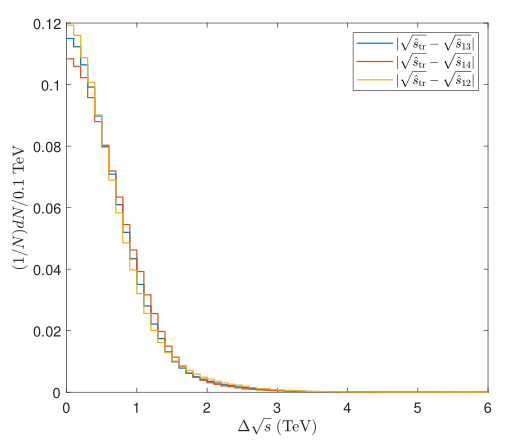 0.12
0.1
0.08
0.06
0.04
0.02
0
(1/N)dN/0.1 TeV
|√ŝ_tr − √ŝ_13|
|√ŝ_tr − √ŝ_14|
|√ŝ_tr − √ŝ_12|
0 1 2 3 4 5 6
Δ√s (TeV)